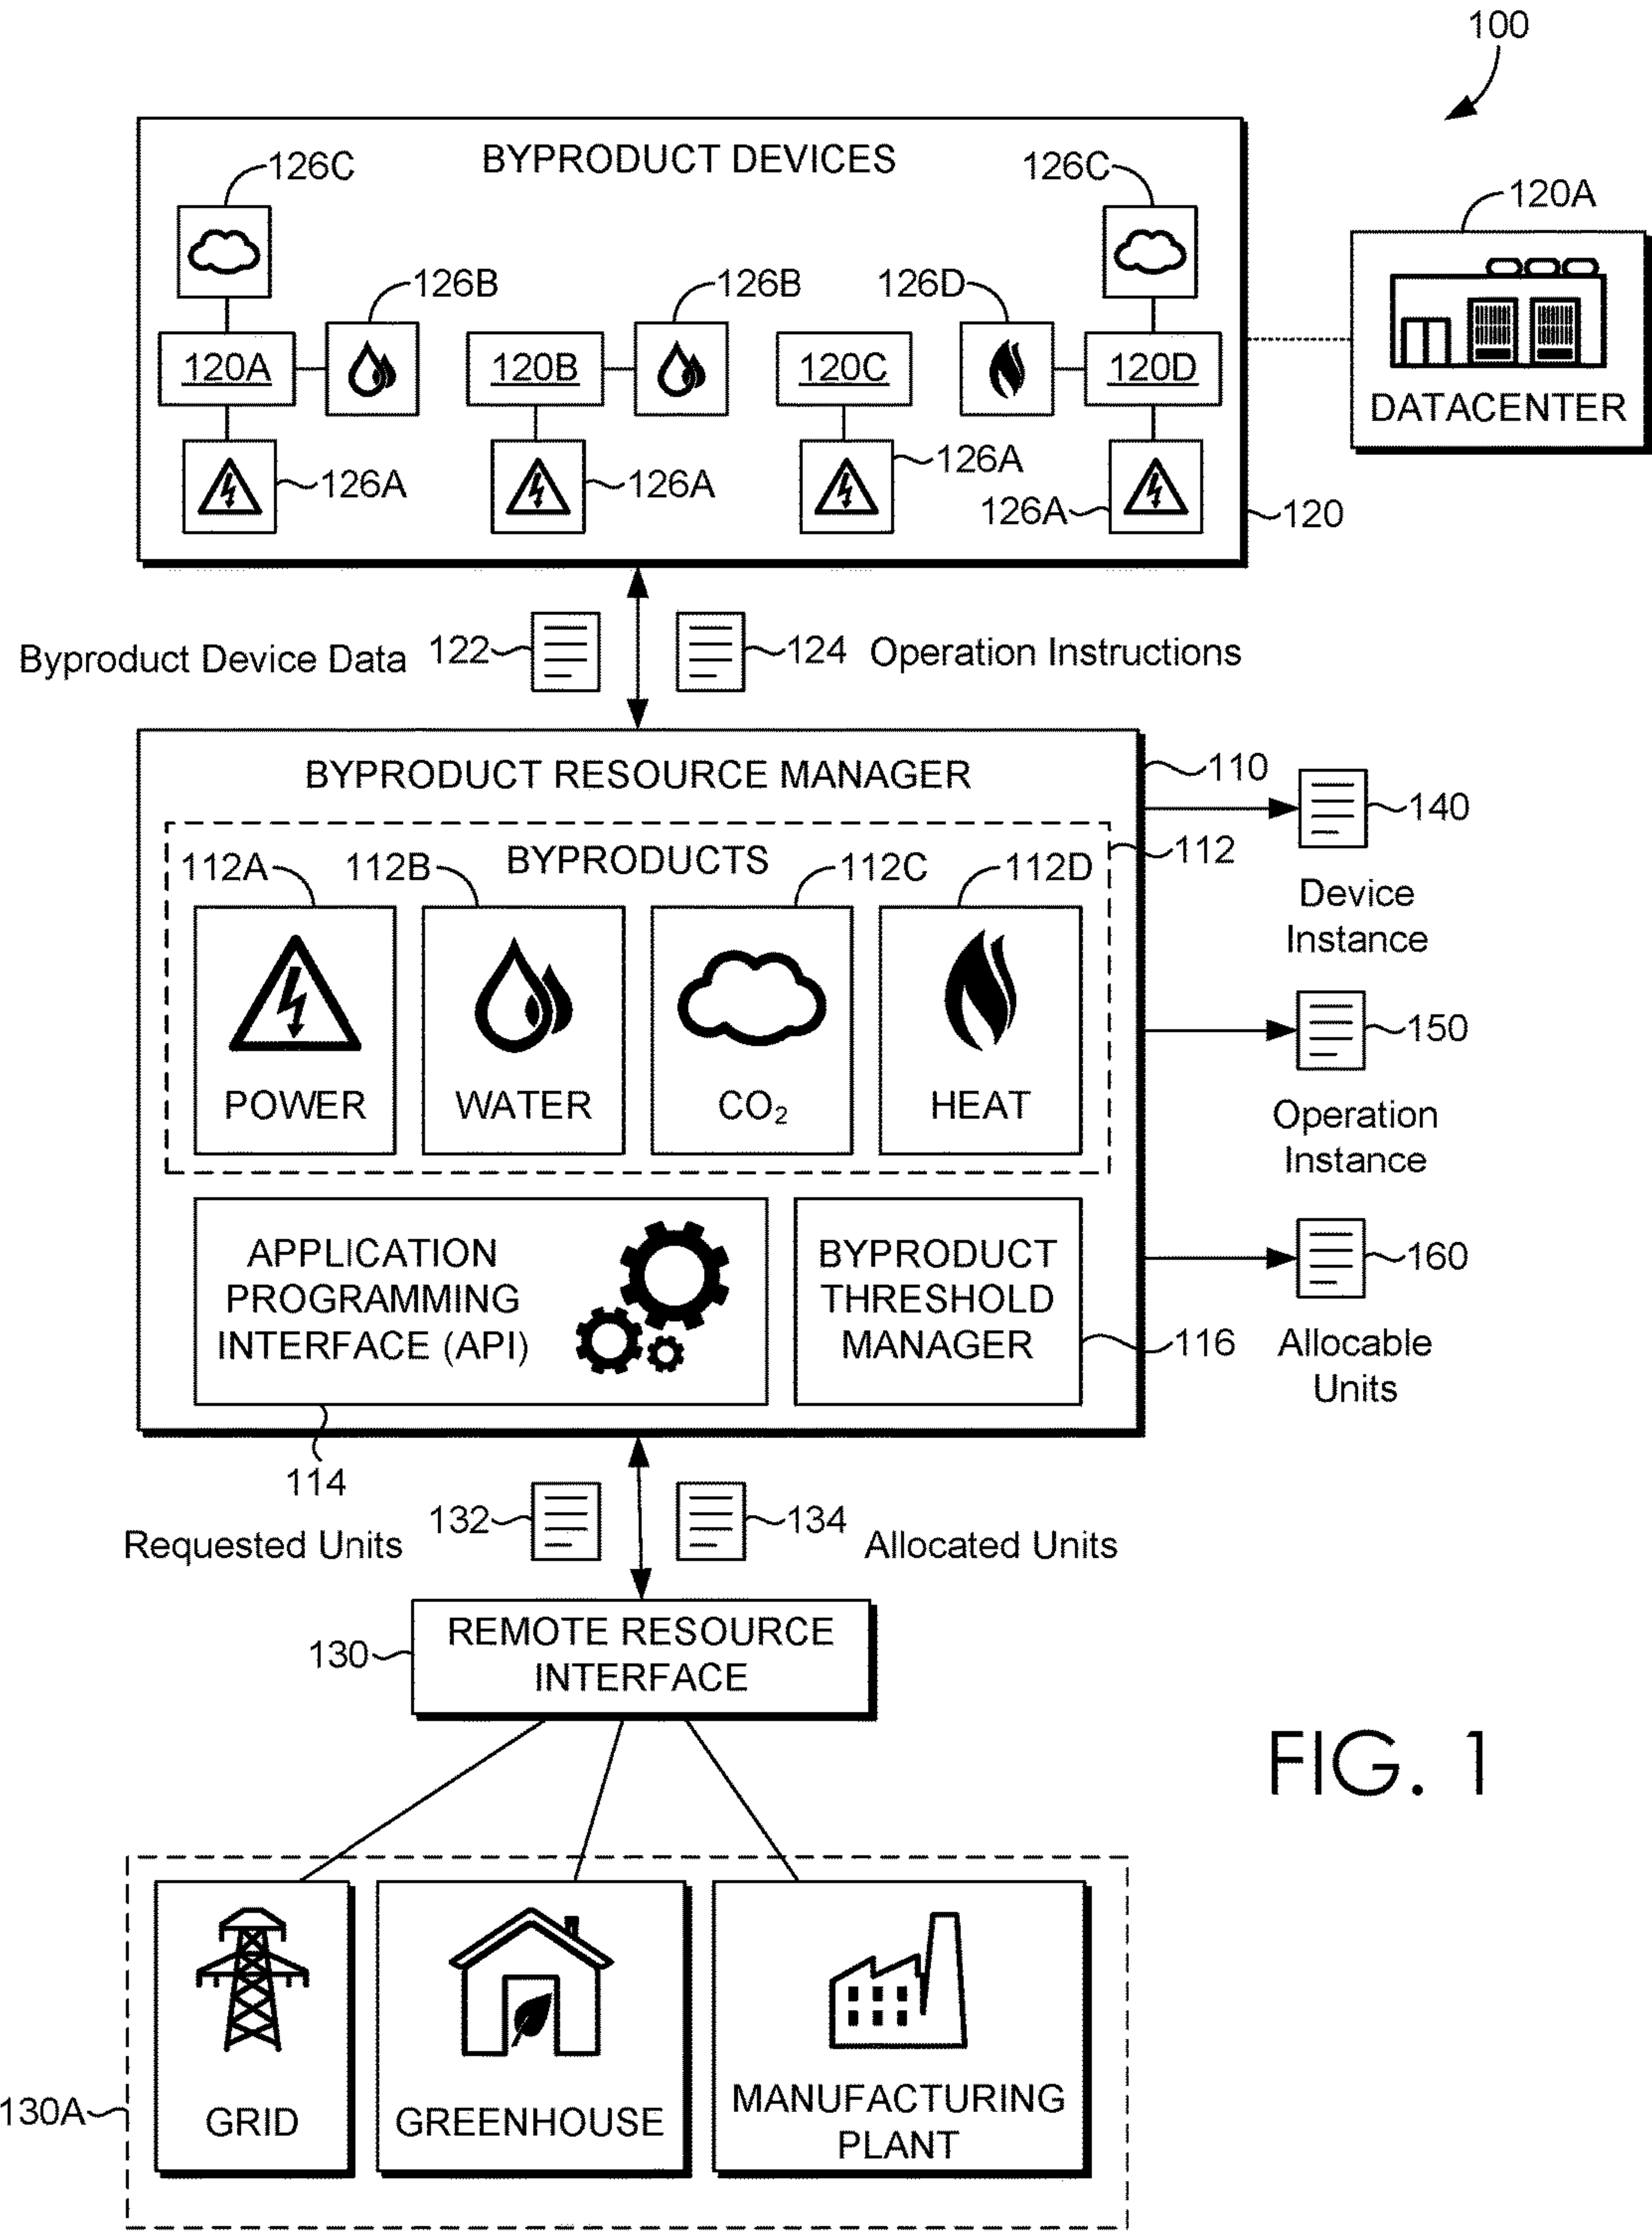 100
BYPRODUCT DEVICES
126C
126C
120A
126B
126B
126D
120A
120B
120C
120D
DATACENTER
126A
126A
126A
126A
120
Byproduct Device Data
122
124
Operation Instructions
BYPRODUCT RESOURCE MANAGER
110
140
Device
Instance
BYPRODUCTS
112
112A
112B
112C
112D
POWER
WATER
CO₂
HEAT
150
Operation
Instance
APPLICATION
PROGRAMMING
INTERFACE (API)
BYPRODUCT
THRESHOLD
MANAGER
116
160
Allocable
Units
114
Requested Units
132
134
Allocated Units
130
REMOTE RESOURCE
INTERFACE
FIG. 1
130A
GRID
GREENHOUSE
MANUFACTURING
PLANT